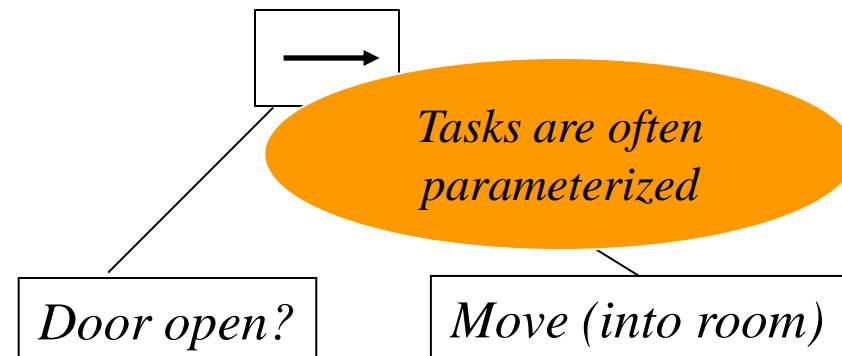 Tasks are often
parameterized
Door open?
Move (into room)